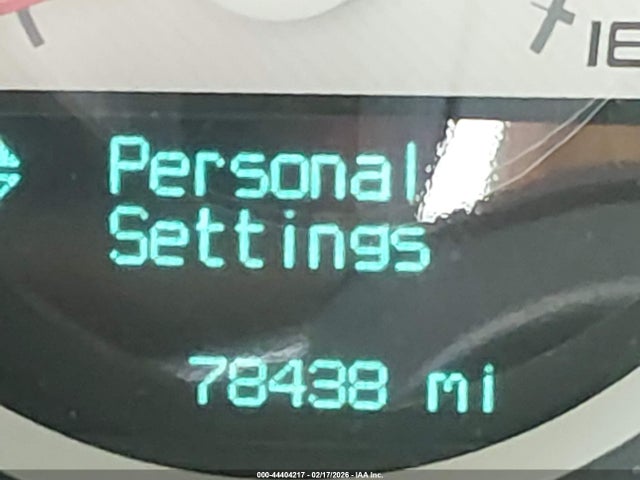 Personal
Settings
78438 mi
000-44404217 - 02/17/2026 - IAA Inc.